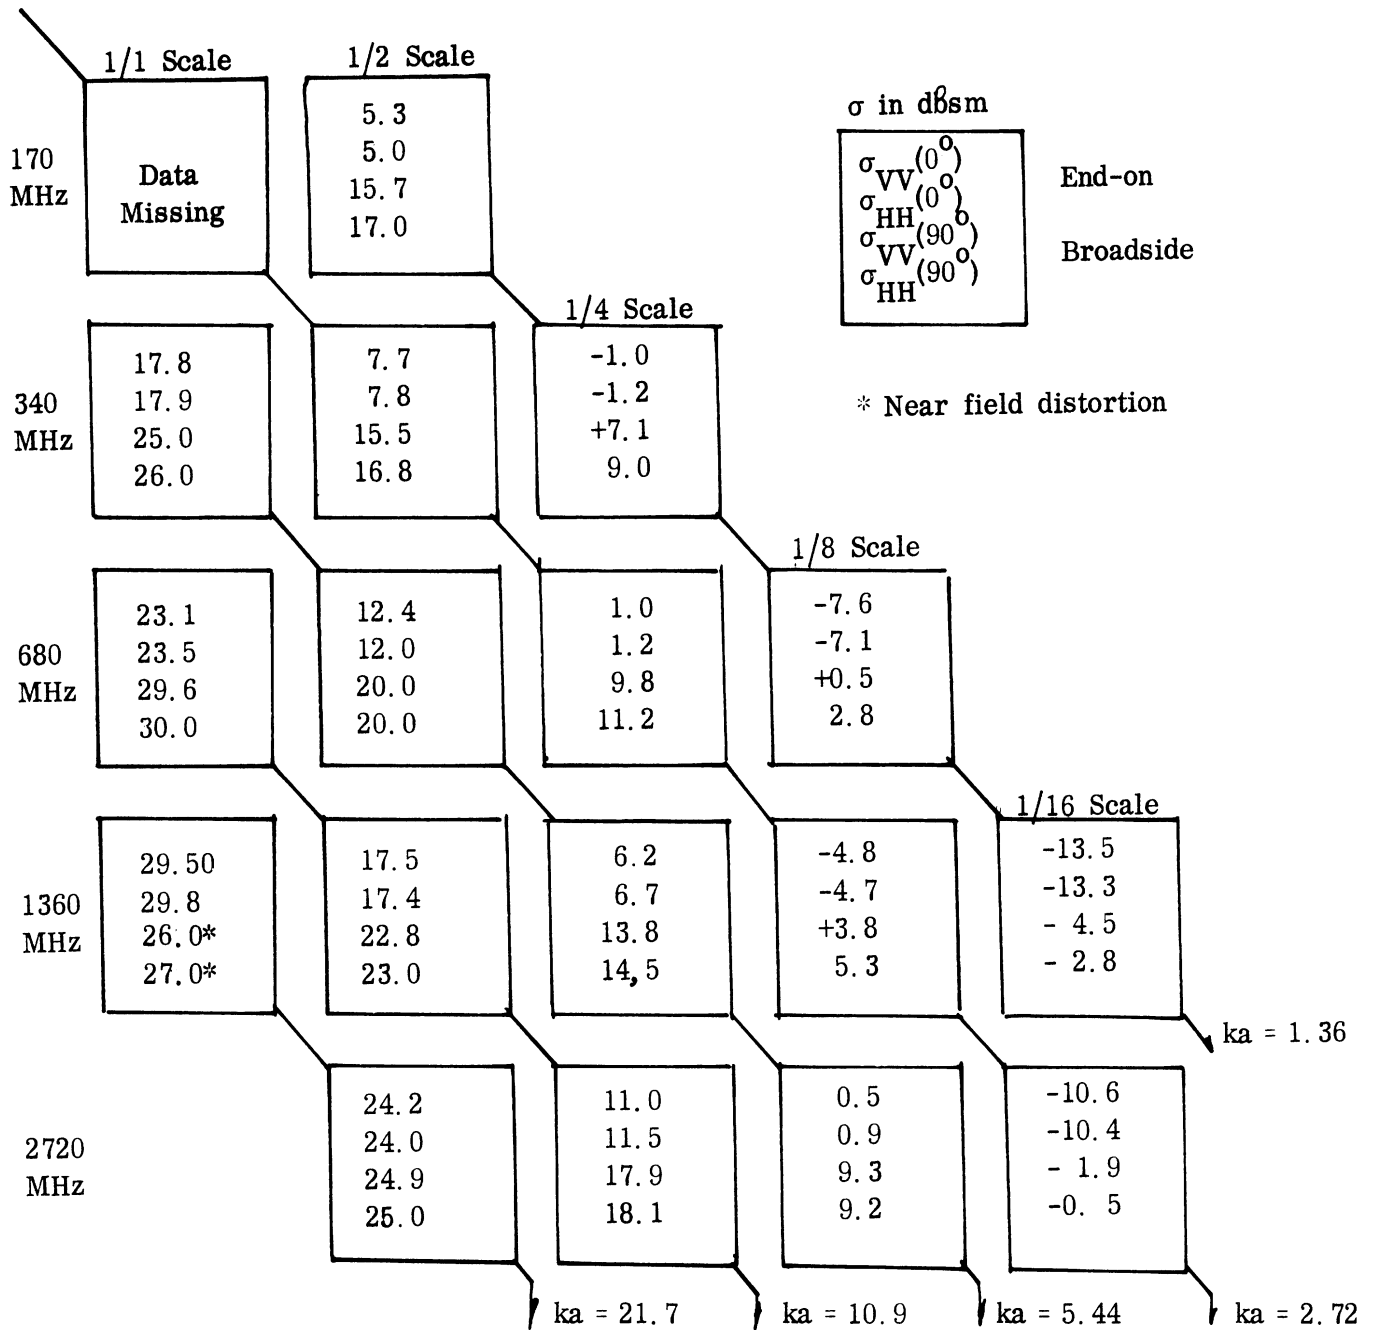 1/1 Scale
1/2 Scale
170
MHz
Data
Missing
5.3
5.0
15.7
17.0
σ in dBsm
σVV(0°)
σHH(0°)
σVV(90°)
σHH(90°)
End-on
Broadside
1/4 Scale
340
MHz
17.8
17.9
25.0
26.0
7.7
7.8
15.5
16.8
-1.0
-1.2
+7.1
9.0
* Near field distortion
1/8 Scale
680
MHz
23.1
23.5
29.6
30.0
12.4
12.0
20.0
20.0
1.0
1.2
9.8
11.2
-7.6
-7.1
+0.5
2.8
1/16 Scale
1360
MHz
29.50
29.8
26.0*
27.0*
17.5
17.4
22.8
23.0
6.2
6.7
13.8
14,5
-4.8
-4.7
+3.8
5.3
-13.5
-13.3
- 4.5
- 2.8
ka = 1.36
2720
MHz
24.2
24.0
24.9
25.0
11.0
11.5
17.9
18.1
0.5
0.9
9.3
9.2
-10.6
-10.4
- 1.9
-0. 5
ka = 21.7
ka = 10.9
ka = 5.44
ka = 2.72